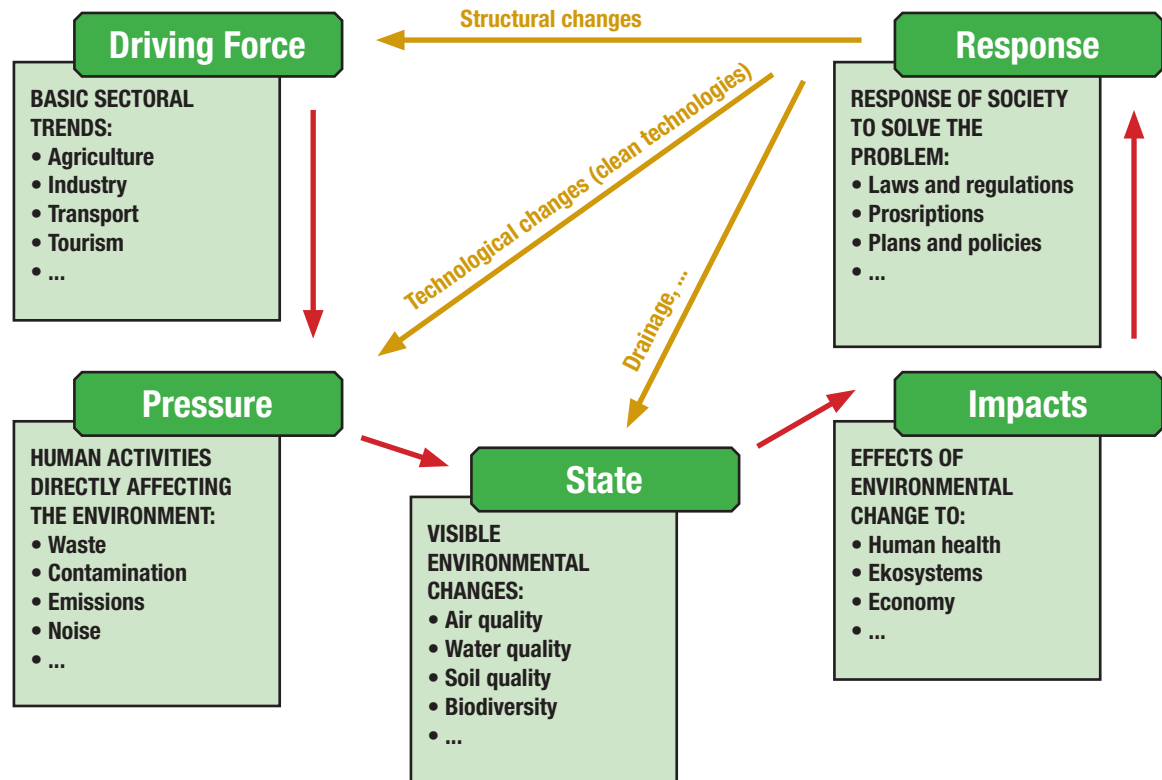 Structural changes
Driving Force
BASIC SECTORAL
TRENDS:
• Agriculture
• Industry
• Transport
• Tourism
• ...
Response
RESPONSE OF SOCIETY
TO SOLVE THE
PROBLEM:
• Laws and regulations
• Prosriptions
• Plans and policies
• ...
Technological changes (clean technologies)
Drainage, ...
Pressure
HUMAN ACTIVITIES
DIRECTLY AFFECTING
THE ENVIRONMENT:
• Waste
• Contamination
• Emissions
• Noise
• ...
State
VISIBLE
ENVIRONMENTAL
CHANGES:
• Air quality
• Water quality
• Soil quality
• Biodiversity
• ...
Impacts
EFFECTS OF
ENVIRONMENTAL
CHANGE TO:
• Human health
• Ekosystems
• Economy
• ...